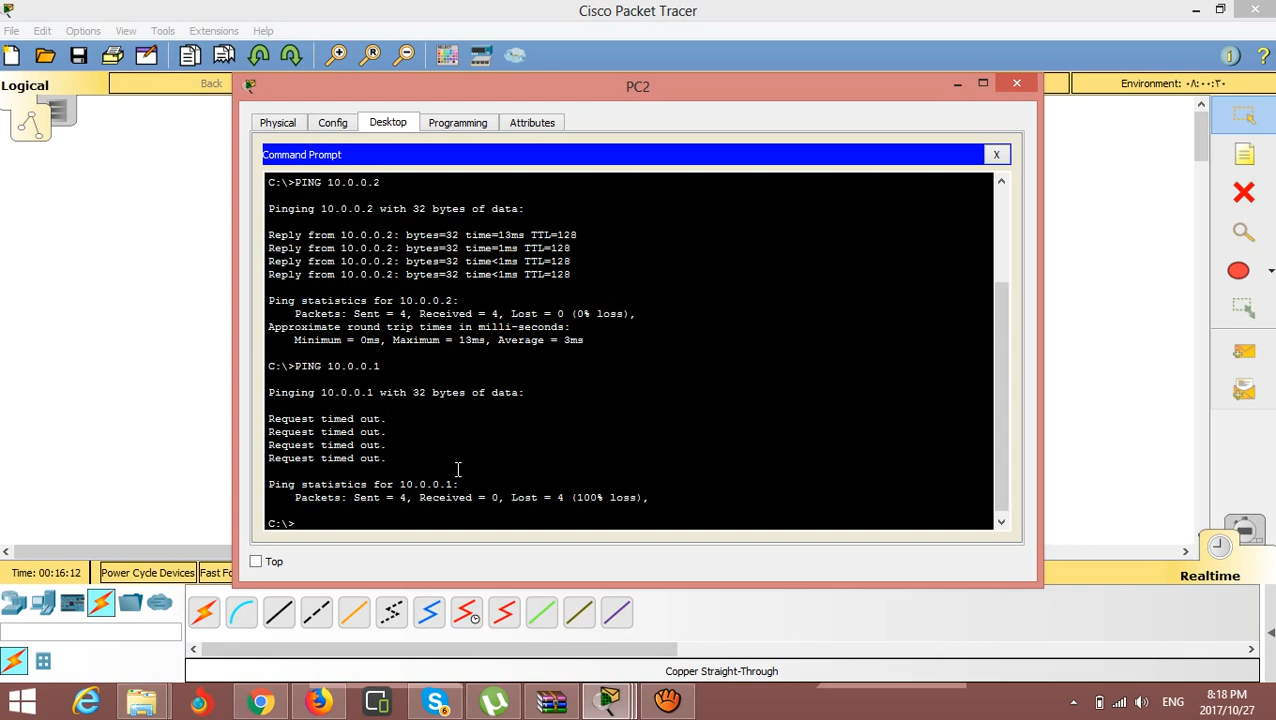 Cisco Packet Tracer
File Edit Options View Tools Extensions Help
Logical
Back
PC2
Environment: ٠٨:٠٠:٣٠
Physical Config Desktop Programming Attributes
Command Prompt
X
C:\>PING 10.0.0.2
Pinging 10.0.0.2 with 32 bytes of data:
Reply from 10.0.0.2: bytes=32 time=13ms TTL=128
Reply from 10.0.0.2: bytes=32 time=1ms TTL=128
Reply from 10.0.0.2: bytes=32 time<1ms TTL=128
Reply from 10.0.0.2: bytes=32 time<1ms TTL=128
Ping statistics for 10.0.0.2:
Packets: Sent = 4, Received = 4, Lost = 0 (0% loss),
Approximate round trip times in milli-seconds:
Minimum = 0ms, Maximum = 13ms, Average = 3ms
C:\>PING 10.0.0.1
Pinging 10.0.0.1 with 32 bytes of data:
Request timed out.
Request timed out.
Request timed out.
Request timed out.
Ping statistics for 10.0.0.1:
Packets: Sent = 4, Received = 0, Lost = 4 (100% loss),
C:\>
Top
Time: 00:16:12
Power Cycle Devices
Fast Fo
Realtime
Copper Straight-Through
6
ENG
8:18 PM
2017/10/27